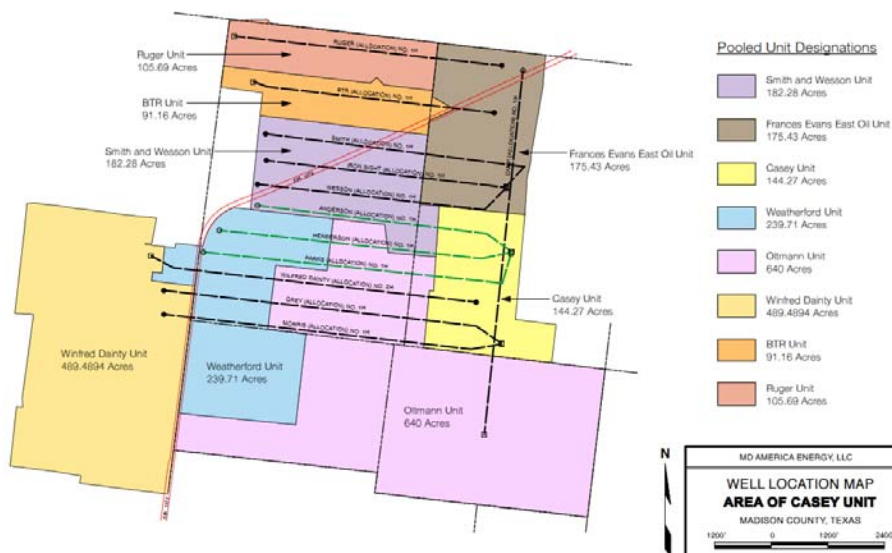 Ruger Unit
105.69 Acres
BTR Unit
91.16 Acres
Smith and Wesson Unit
182.28 Acres
Frances Evans East Oil Unit
175.43 Acres
Casey Unit
144.27 Acres
Winfred Dainty Unit
489.4894 Acres
Weatherford Unit
239.71 Acres
Oltmann Unit
640 Acres
RUGER (ALLOCATION) NO. 1H
BTR (ALLOCATION) NO. 1H
SMITH (ALLOCATION) NO. 1H
IRON SIGHT (ALLOCATION) NO. 1H
WESSON (ALLOCATION) NO. 1H
ANDERSON (ALLOCATION) NO. 1H
HENDERSON (ALLOCATION) NO. 1H
PARKS (ALLOCATION) NO. 1H
WILFRED DAINTY (ALLOCATION) NO. 2H
GREY (ALLOCATION) NO. 1H
MORRIS (ALLOCATION) NO. 1H
Pooled Unit Designations
Smith and Wesson Unit
182.28 Acres
Frances Evans East Oil Unit
175.43 Acres
Casey Unit
144.27 Acres
Weatherford Unit
239.71 Acres
Oltmann Unit
640 Acres
Winfred Dainty Unit
489.4894 Acres
BTR Unit
91.16 Acres
Ruger Unit
105.69 Acres
N
MD AMERICA ENERGY, LLC
WELL LOCATION MAP
AREA OF CASEY UNIT
MADISON COUNTY, TEXAS
1200' 0 1200' 2400'